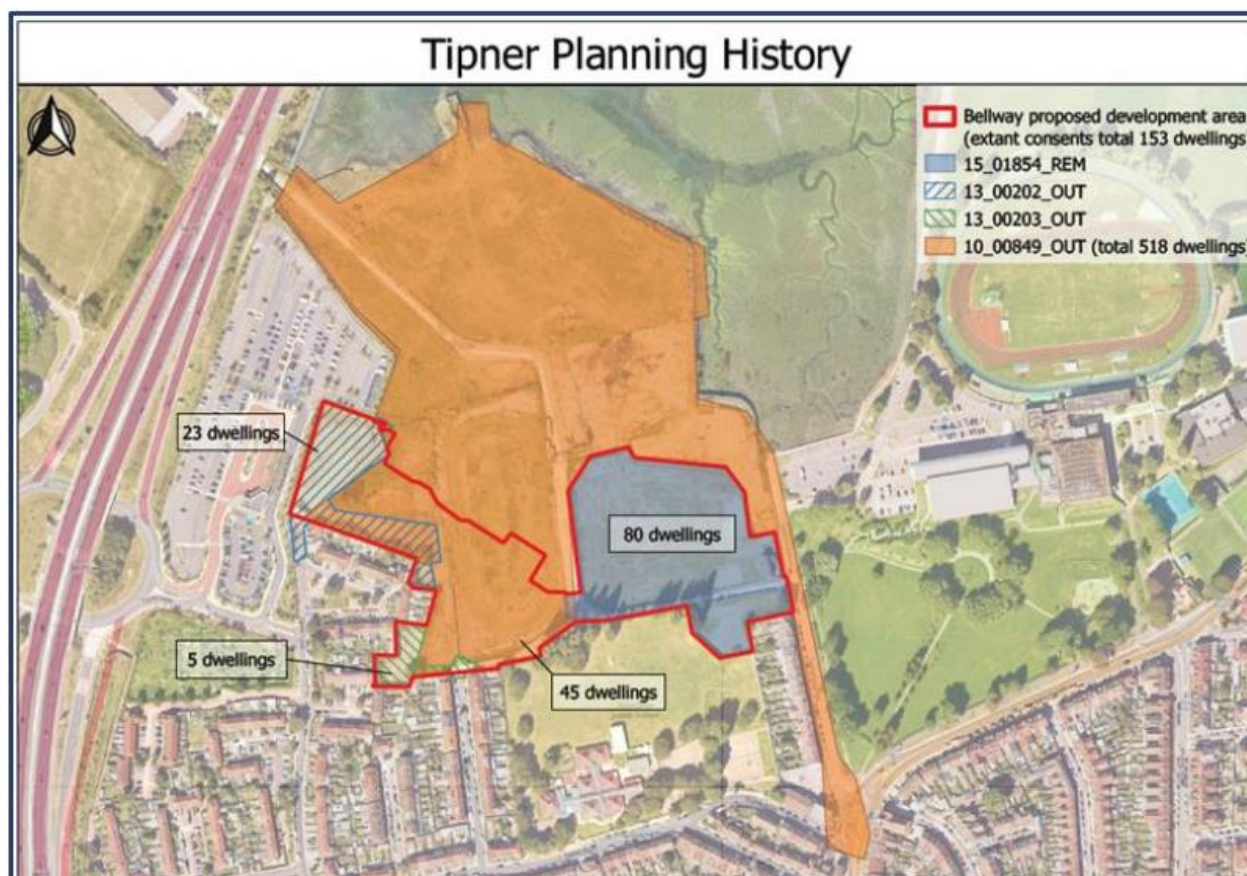 Tipner Planning History
Bellway proposed development area
(extant consents total 153 dwellings
15_01854_REM
13_00202_OUT
13_00203_OUT
10_00849_OUT (total 518 dwellings)
23 dwellings
80 dwellings
5 dwellings
45 dwellings